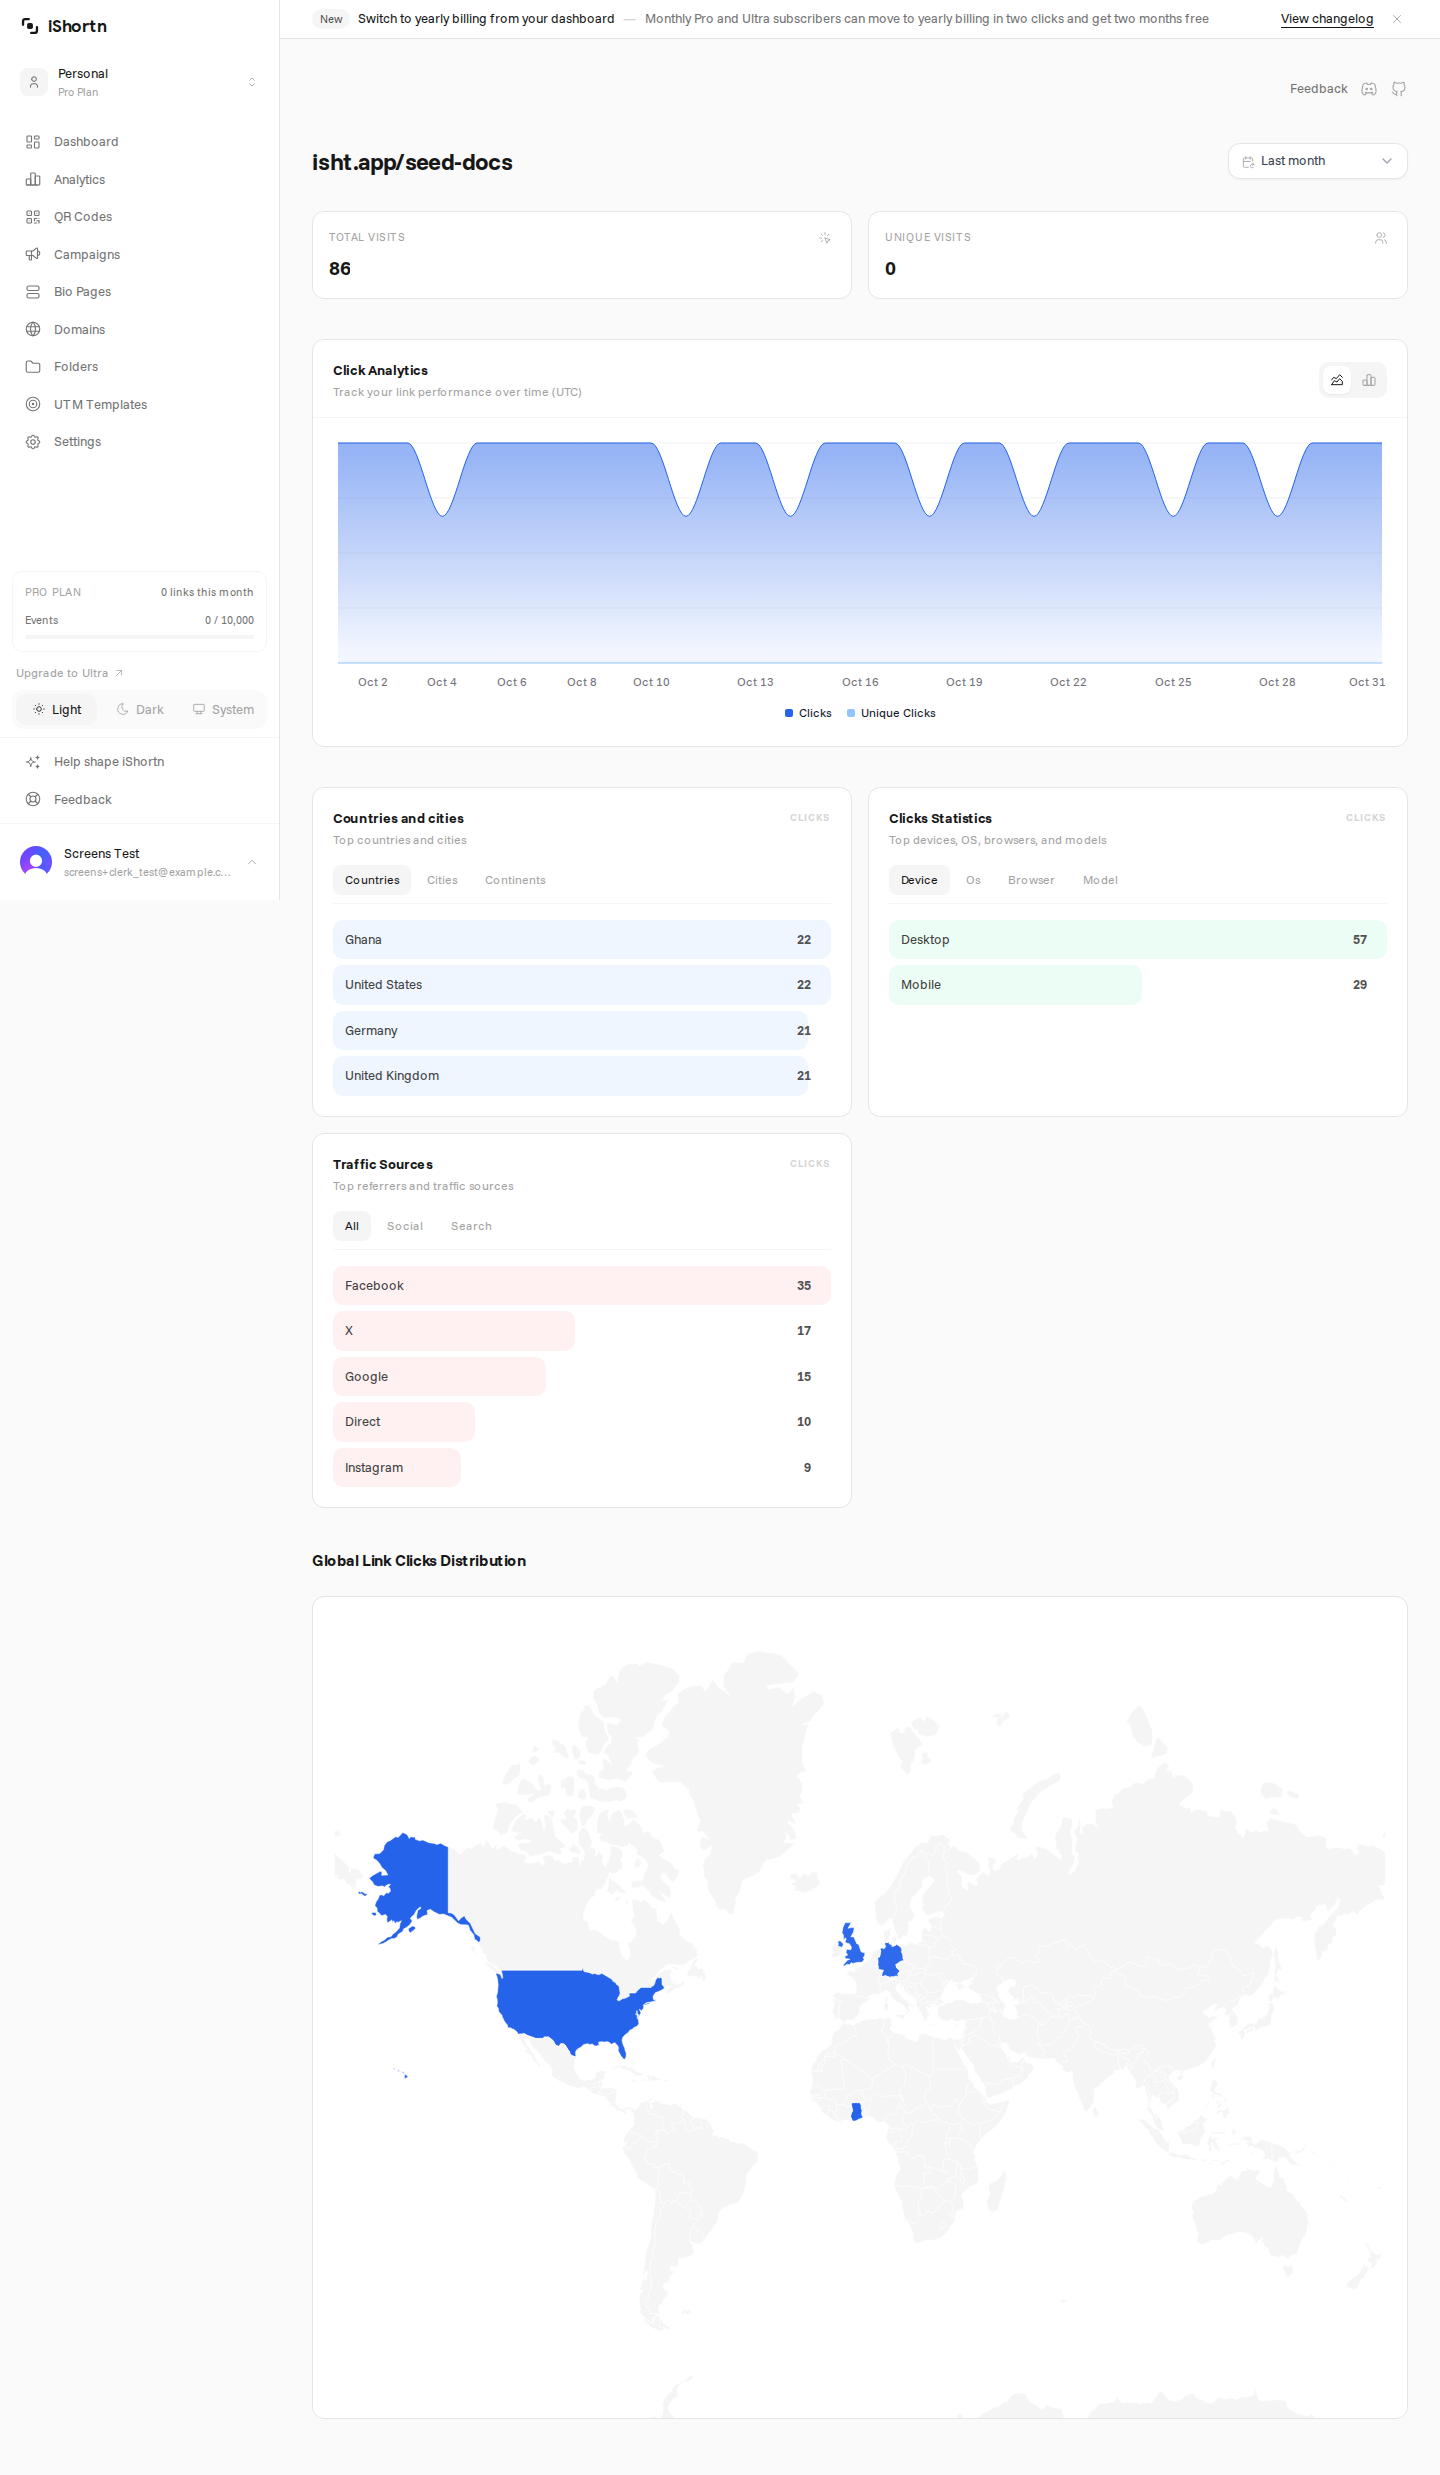 iShortn
New Switch to yearly billing from your dashboard — Monthly Pro and Ultra subscribers can move to yearly billing in two clicks and get two months free View changelog
Personal
Pro Plan
Dashboard
Analytics
QR Codes
Campaigns
Bio Pages
Domains
Folders
UTM Templates
Settings
PRO PLAN 0 links this month
Events 0 / 10,000
Upgrade to Ultra
Light Dark System
Help shape iShortn
Feedback
Screens Test
screens+clerk_test@example.c...
Feedback
isht.app/seed-docs
Last month
TOTAL VISITS
86
UNIQUE VISITS
0
Click Analytics
Track your link performance over time (UTC)
Oct 2 Oct 4 Oct 6 Oct 8 Oct 10 Oct 13 Oct 16 Oct 19 Oct 22 Oct 25 Oct 28 Oct 31
Clicks Unique Clicks
Countries and cities CLICKS
Top countries and cities
Countries Cities Continents
Ghana 22
United States 22
Germany 21
United Kingdom 21
Clicks Statistics CLICKS
Top devices, OS, browsers, and models
Device Os Browser Model
Desktop 57
Mobile 29
Traffic Sources CLICKS
Top referrers and traffic sources
All Social Search
Facebook 35
X 17
Google 15
Direct 10
Instagram 9
Global Link Clicks Distribution